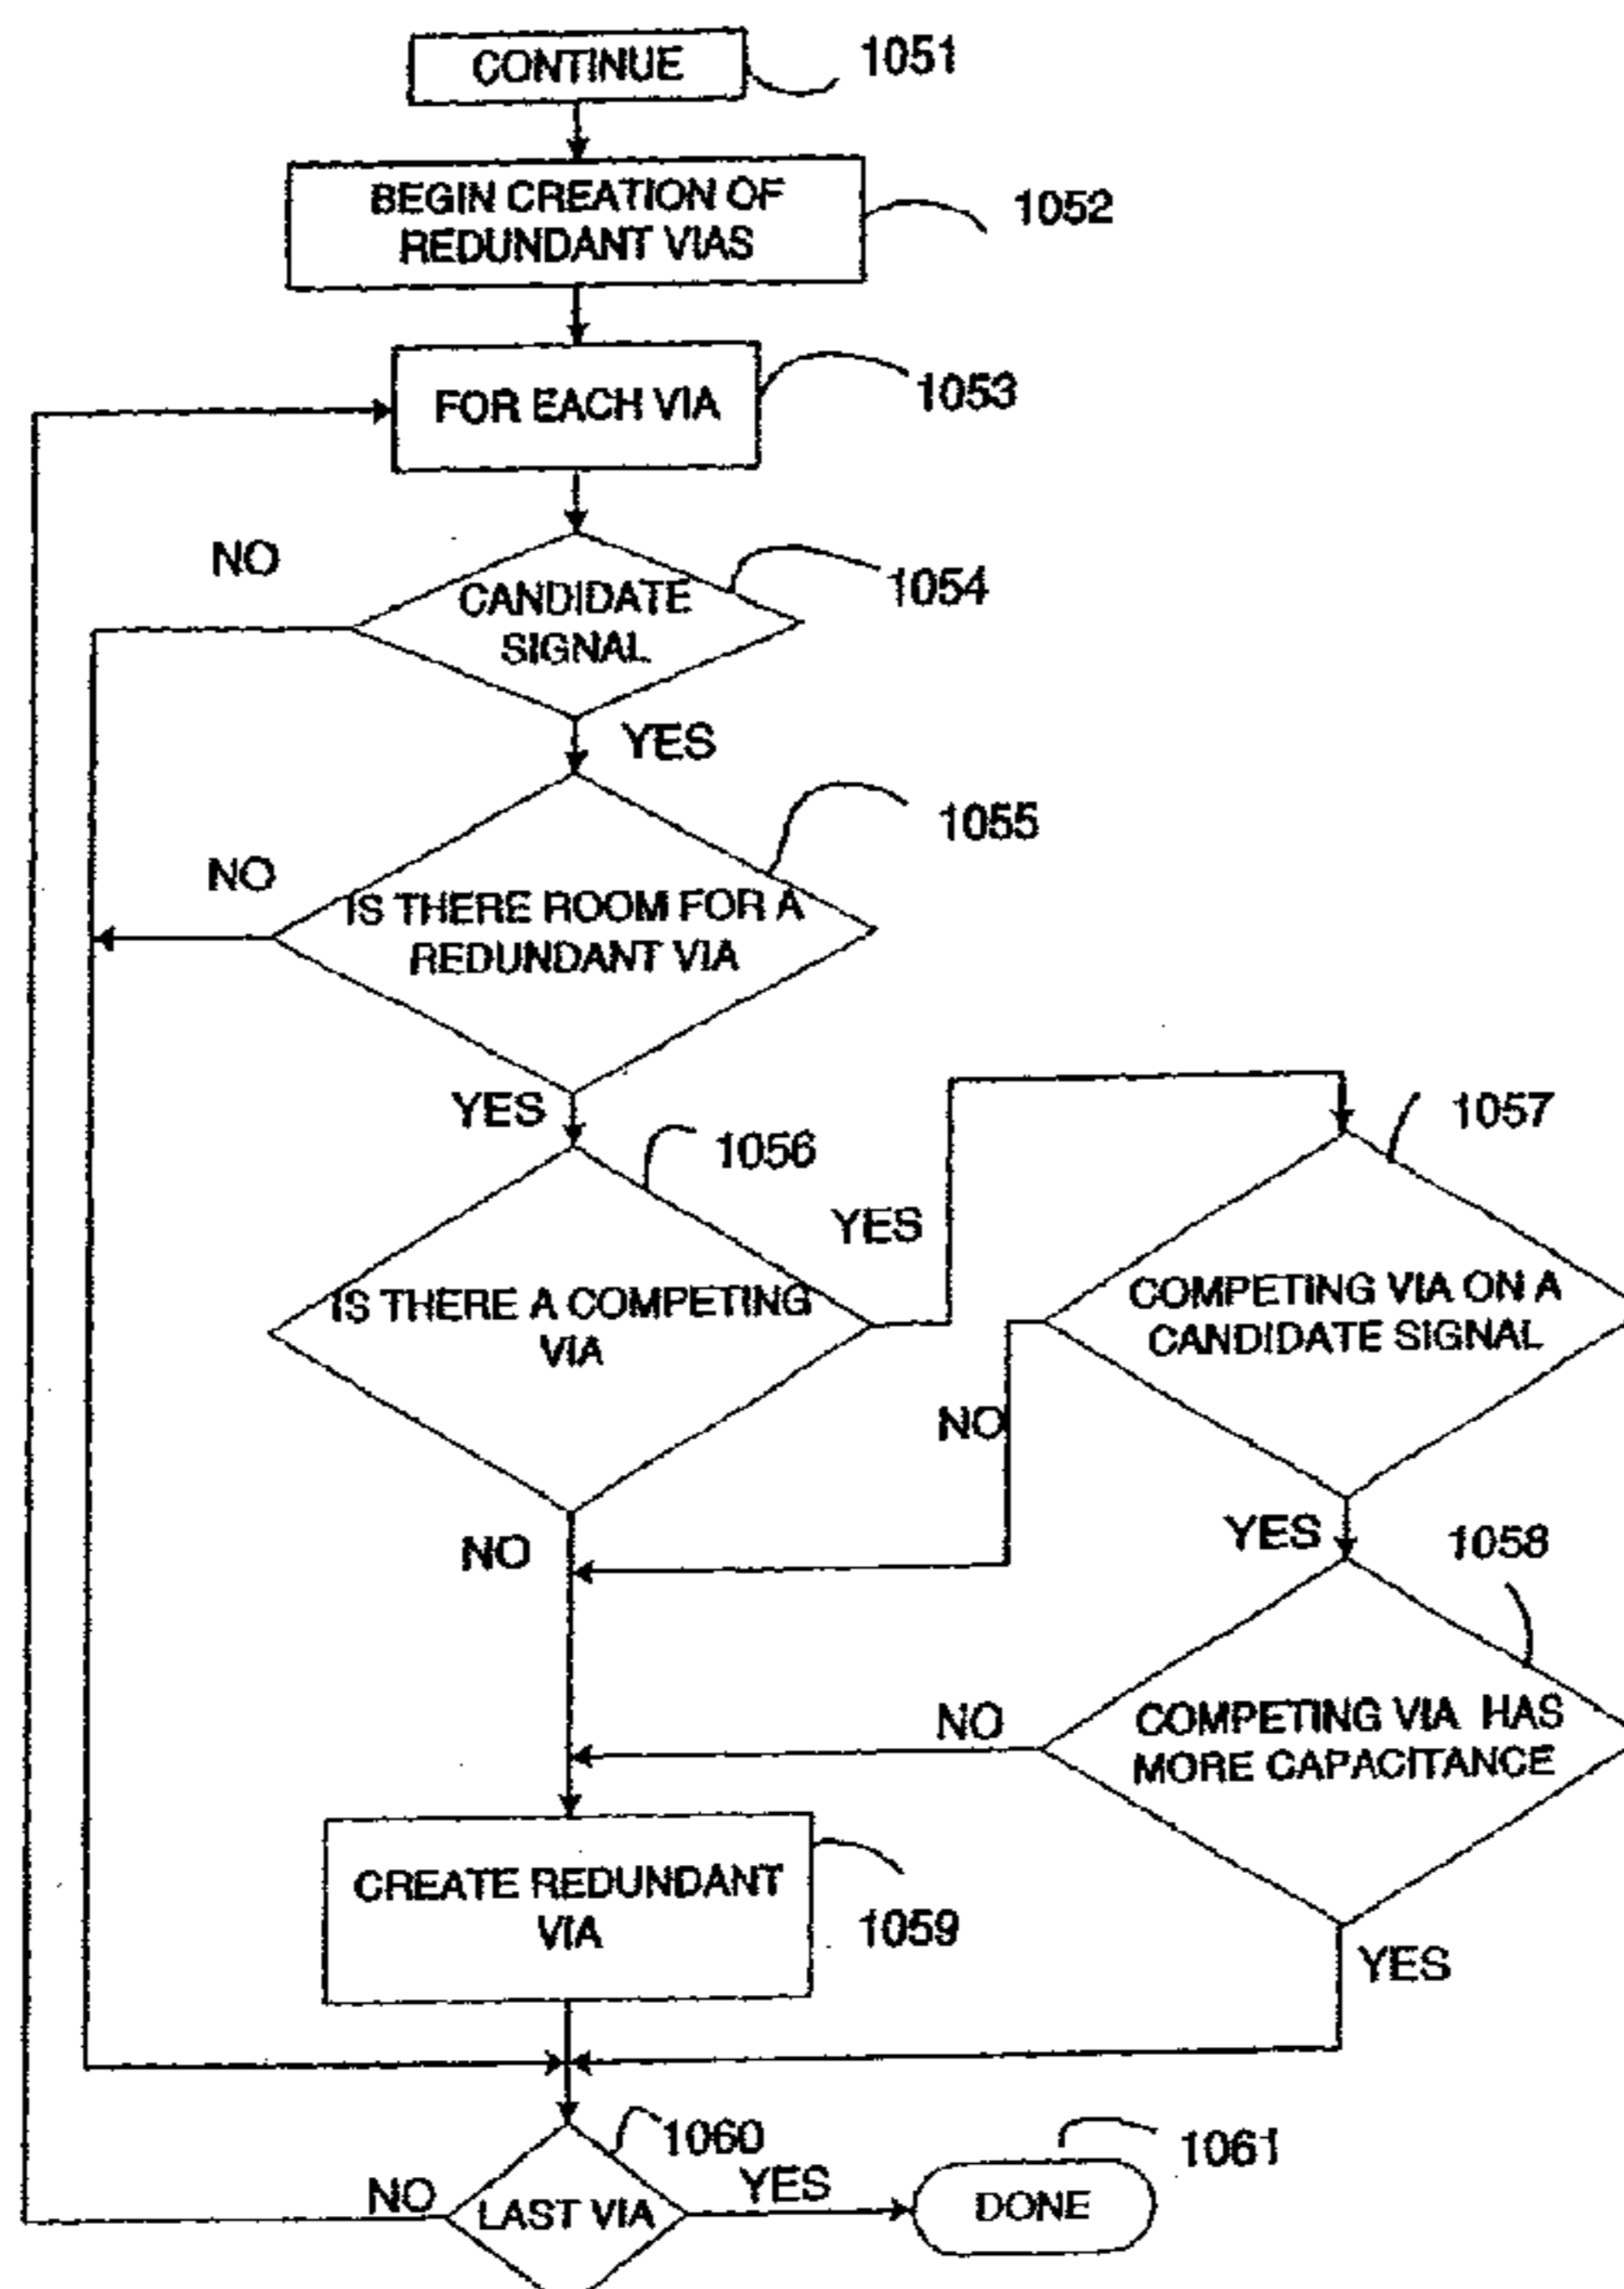 CONTINUE
1051
BEGIN CREATION OF
REDUNDANT VIAS
1052
FOR EACH VIA
1053
NO
CANDIDATE
SIGNAL
1054
YES
1055
NO
IS THERE ROOM FOR A
REDUNDANT VIA
YES
1056
1057
YES
IS THERE A COMPETING
VIA
COMPETING VIA ON A
CANDIDATE SIGNAL
NO
NO
YES
1058
NO
COMPETING VIA HAS
MORE CAPACITANCE
CREATE REDUNDANT
VIA
1059
YES
1060
NO
LAST VIA
YES
1061
DONE